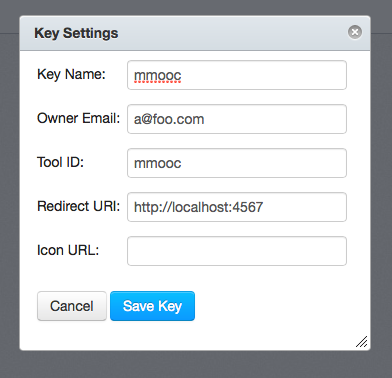 Key Settings
Key Name: mmooc
Owner Email: a@foo.com
Tool ID: mmooc
Redirect URI: http://localhost:4567
Icon URL:
Cancel Save Key